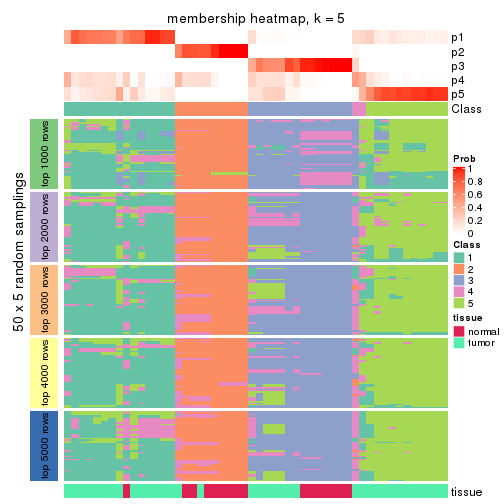 membership heatmap, k = 5
p1
p2
p3
p4
p5
Class
50 x 5 random samplings
top 1000 rows
top 2000 rows
top 3000 rows
top 4000 rows
top 5000 rows
tissue
Prob
1
0.8
0.6
0.4
0.2
0
Class
1
2
3
4
5
tissue
normal
tumor